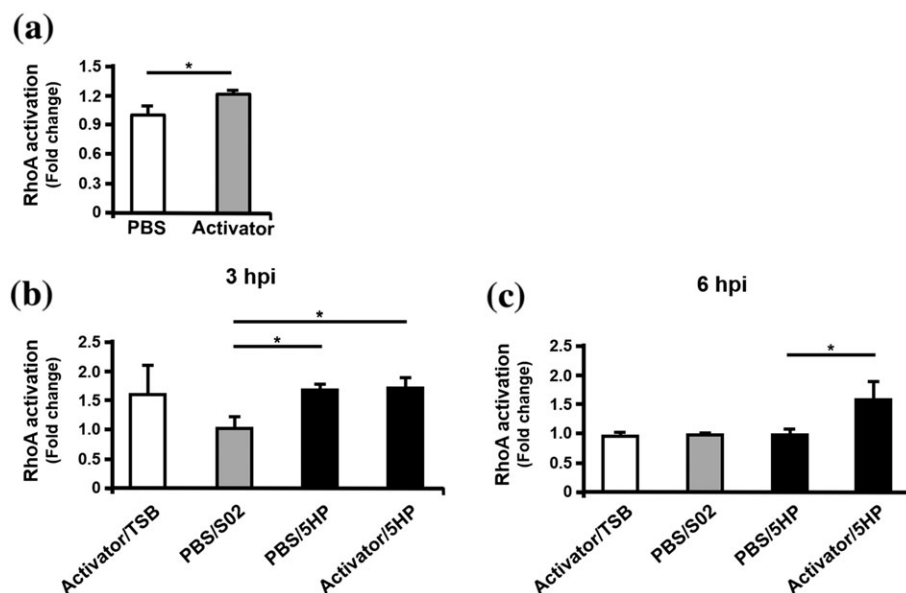 (a)
RhoA activation
(Fold change)
1.5
1.2
0.9
0.6
0.3
0
*
PBS
Activator
(b)
3 hpi
RhoA activation
(Fold change)
2.5
2.0
1.5
1.0
0.5
0
*
*
Activator/TSB
PBS/S02
PBS/5HP
Activator/5HP
(c)
6 hpi
RhoA activation
(Fold change)
2.5
2.0
1.5
1.0
0.5
0
*
Activator/TSB
PBS/S02
PBS/5HP
Activator/5HP